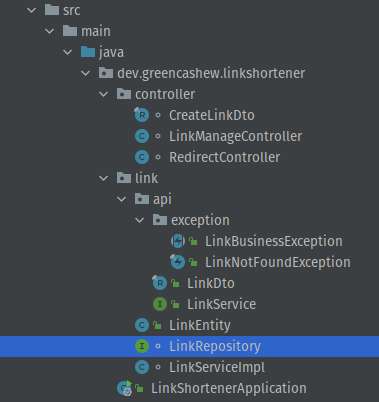 src
main
java
dev.greencashew.linkshortener
controller
CreateLinkDto
LinkManageController
RedirectController
link
api
exception
LinkBusinessException
LinkNotFoundException
LinkDto
LinkService
LinkEntity
LinkRepository
LinkServiceImpl
LinkShortenerApplication